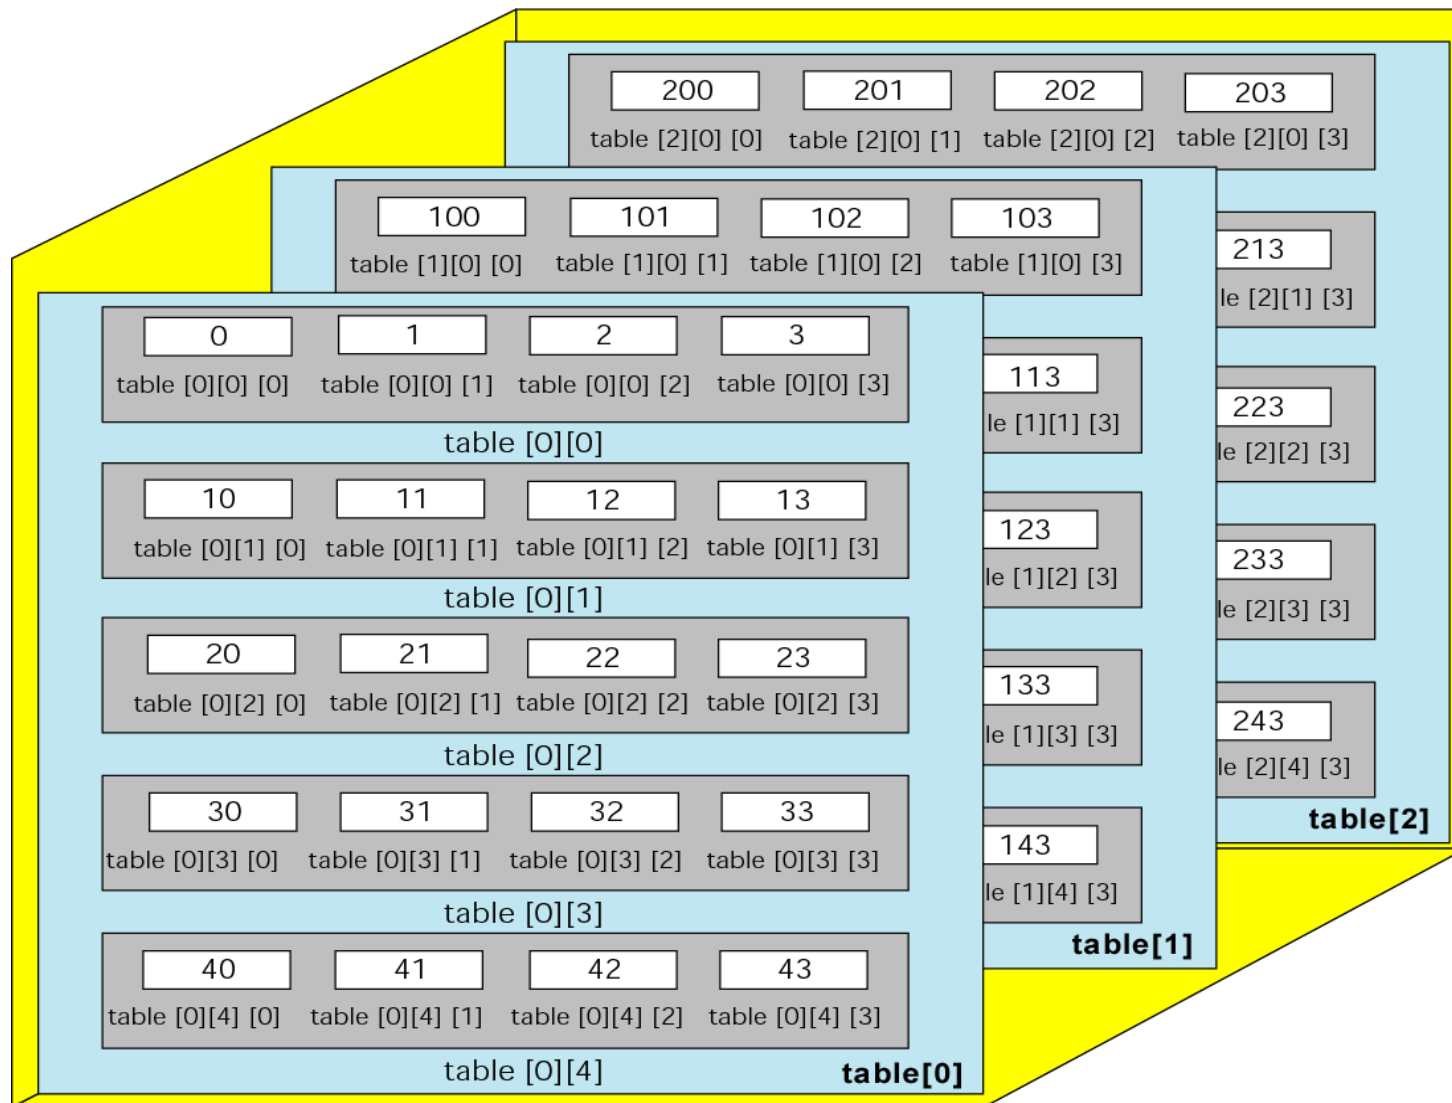 200 201 202 203
table [2][0] [0] table [2][0] [1] table [2][0] [2] table [2][0] [3]
213
le [2][1] [3]
223
le [2][2] [3]
233
le [2][3] [3]
243
le [2][4] [3]
table[2]
100 101 102 103
table [1][0] [0] table [1][0] [1] table [1][0] [2] table [1][0] [3]
113
le [1][1] [3]
123
le [1][2] [3]
133
le [1][3] [3]
143
le [1][4] [3]
table[1]
0 1 2 3
table [0][0] [0] table [0][0] [1] table [0][0] [2] table [0][0] [3]
table [0][0]
10 11 12 13
table [0][1] [0] table [0][1] [1] table [0][1] [2] table [0][1] [3]
table [0][1]
20 21 22 23
table [0][2] [0] table [0][2] [1] table [0][2] [2] table [0][2] [3]
table [0][2]
30 31 32 33
table [0][3] [0] table [0][3] [1] table [0][3] [2] table [0][3] [3]
table [0][3]
40 41 42 43
table [0][4] [0] table [0][4] [1] table [0][4] [2] table [0][4] [3]
table [0][4]
table[0]